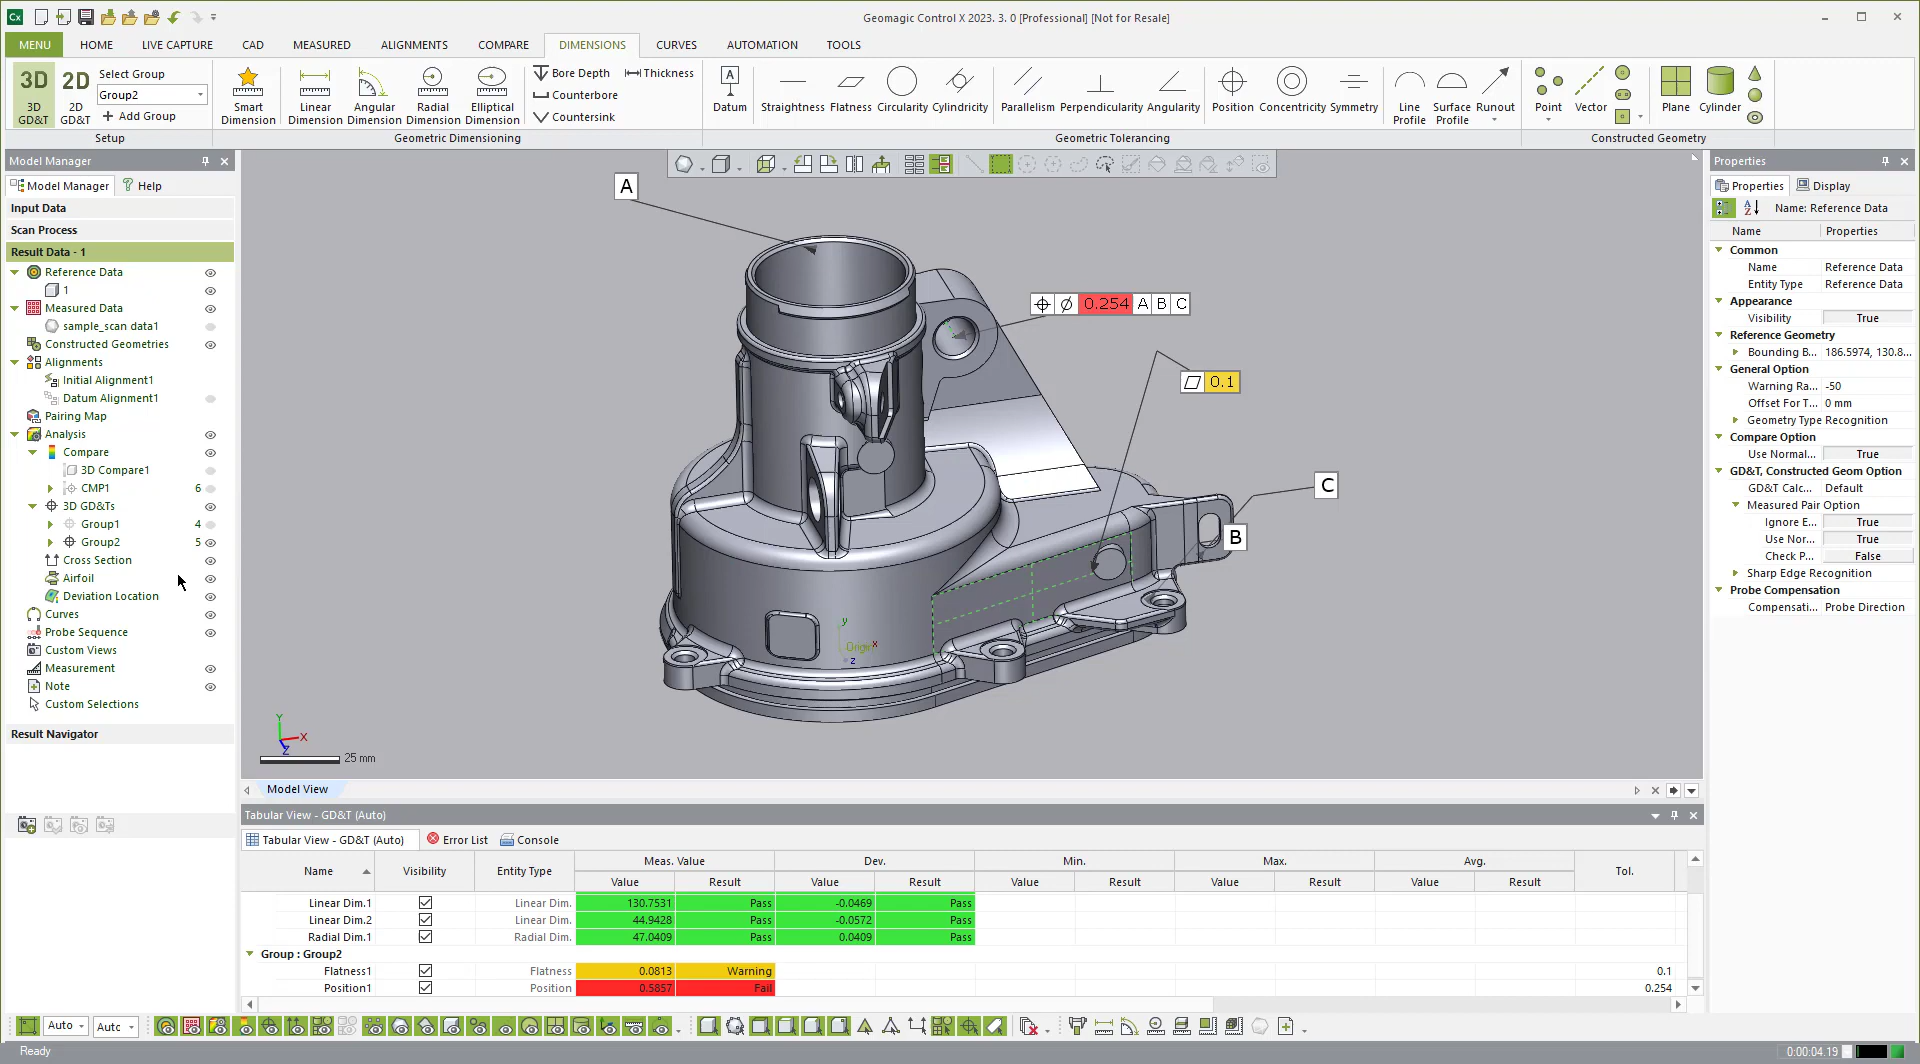 Cx
Geomagic Control X 2023. 3. 0 [Professional] [Not for Resale]
MENU HOME LIVE CAPTURE CAD MEASURED ALIGNMENTS COMPARE DIMENSIONS CURVES AUTOMATION TOOLS
3D 3D GD&T
2D 2D GD&T
Select Group
Group2
Add Group
Setup
Smart Dimension
Linear Dimension
Angular Dimension
Radial Dimension
Elliptical Dimension
Bore Depth
Thickness
Counterbore
Countersink
Geometric Dimensioning
A
Datum
Straightness
Flatness
Circularity
Cylindricity
Parallelism
Perpendicularity
Angularity
Position
Concentricity
Symmetry
Line Profile
Surface Profile
Runout
Geometric Tolerancing
Point
Vector
Plane
Cylinder
Constructed Geometry
Model Manager
Model Manager Help
Input Data
Scan Process
Result Data - 1
Reference Data
1
Measured Data
sample_scan data1
Constructed Geometries
Alignments
Initial Alignment1
Datum Alignment1
Pairing Map
Analysis
Compare
3D Compare1
CMP1 6
3D GD&Ts
Group1 4
Group2 5
Cross Section
Airfoil
Deviation Location
Curves
Probe Sequence
Custom Views
Measurement
Note
Custom Selections
Result Navigator
A
⌖ ⌀ 0.254 A B C
▱ 0.1
C
B
y
Origin x
z
Y
X
Z
25 mm
Model View
Properties
Properties Display
Name: Reference Data
Name Properties
Common
Name Reference Data
Entity Type Reference Data
Appearance
Visibility True
Reference Geometry
Bounding B... 186.5974, 130.8...
General Option
Warning Ra... -50
Offset For T... 0 mm
Geometry Type Recognition
Compare Option
Use Normal... True
GD&T, Constructed Geom Option
GD&T Calc... Default
Measured Pair Option
Ignore E... True
Use Nor... True
Check P... False
Sharp Edge Recognition
Probe Compensation
Compensati... Probe Direction
Tabular View - GD&T (Auto)
Tabular View - GD&T (Auto) Error List Console
Name Visibility Entity Type Meas. Value Dev. Min. Max. Avg. Tol.
Value Result Value Result Value Result Value Result Value Result
Linear Dim.1 Linear Dim. 130.7531 Pass -0.0469 Pass
Linear Dim.2 Linear Dim. 44.9428 Pass -0.0572 Pass
Radial Dim.1 Radial Dim. 47.0409 Pass 0.0409 Pass
Group : Group2
Flatness1 Flatness 0.0813 Warning 0.1
Position1 Position 0.5857 Fail 0.254
Auto Auto
Ready
0:00:04.19